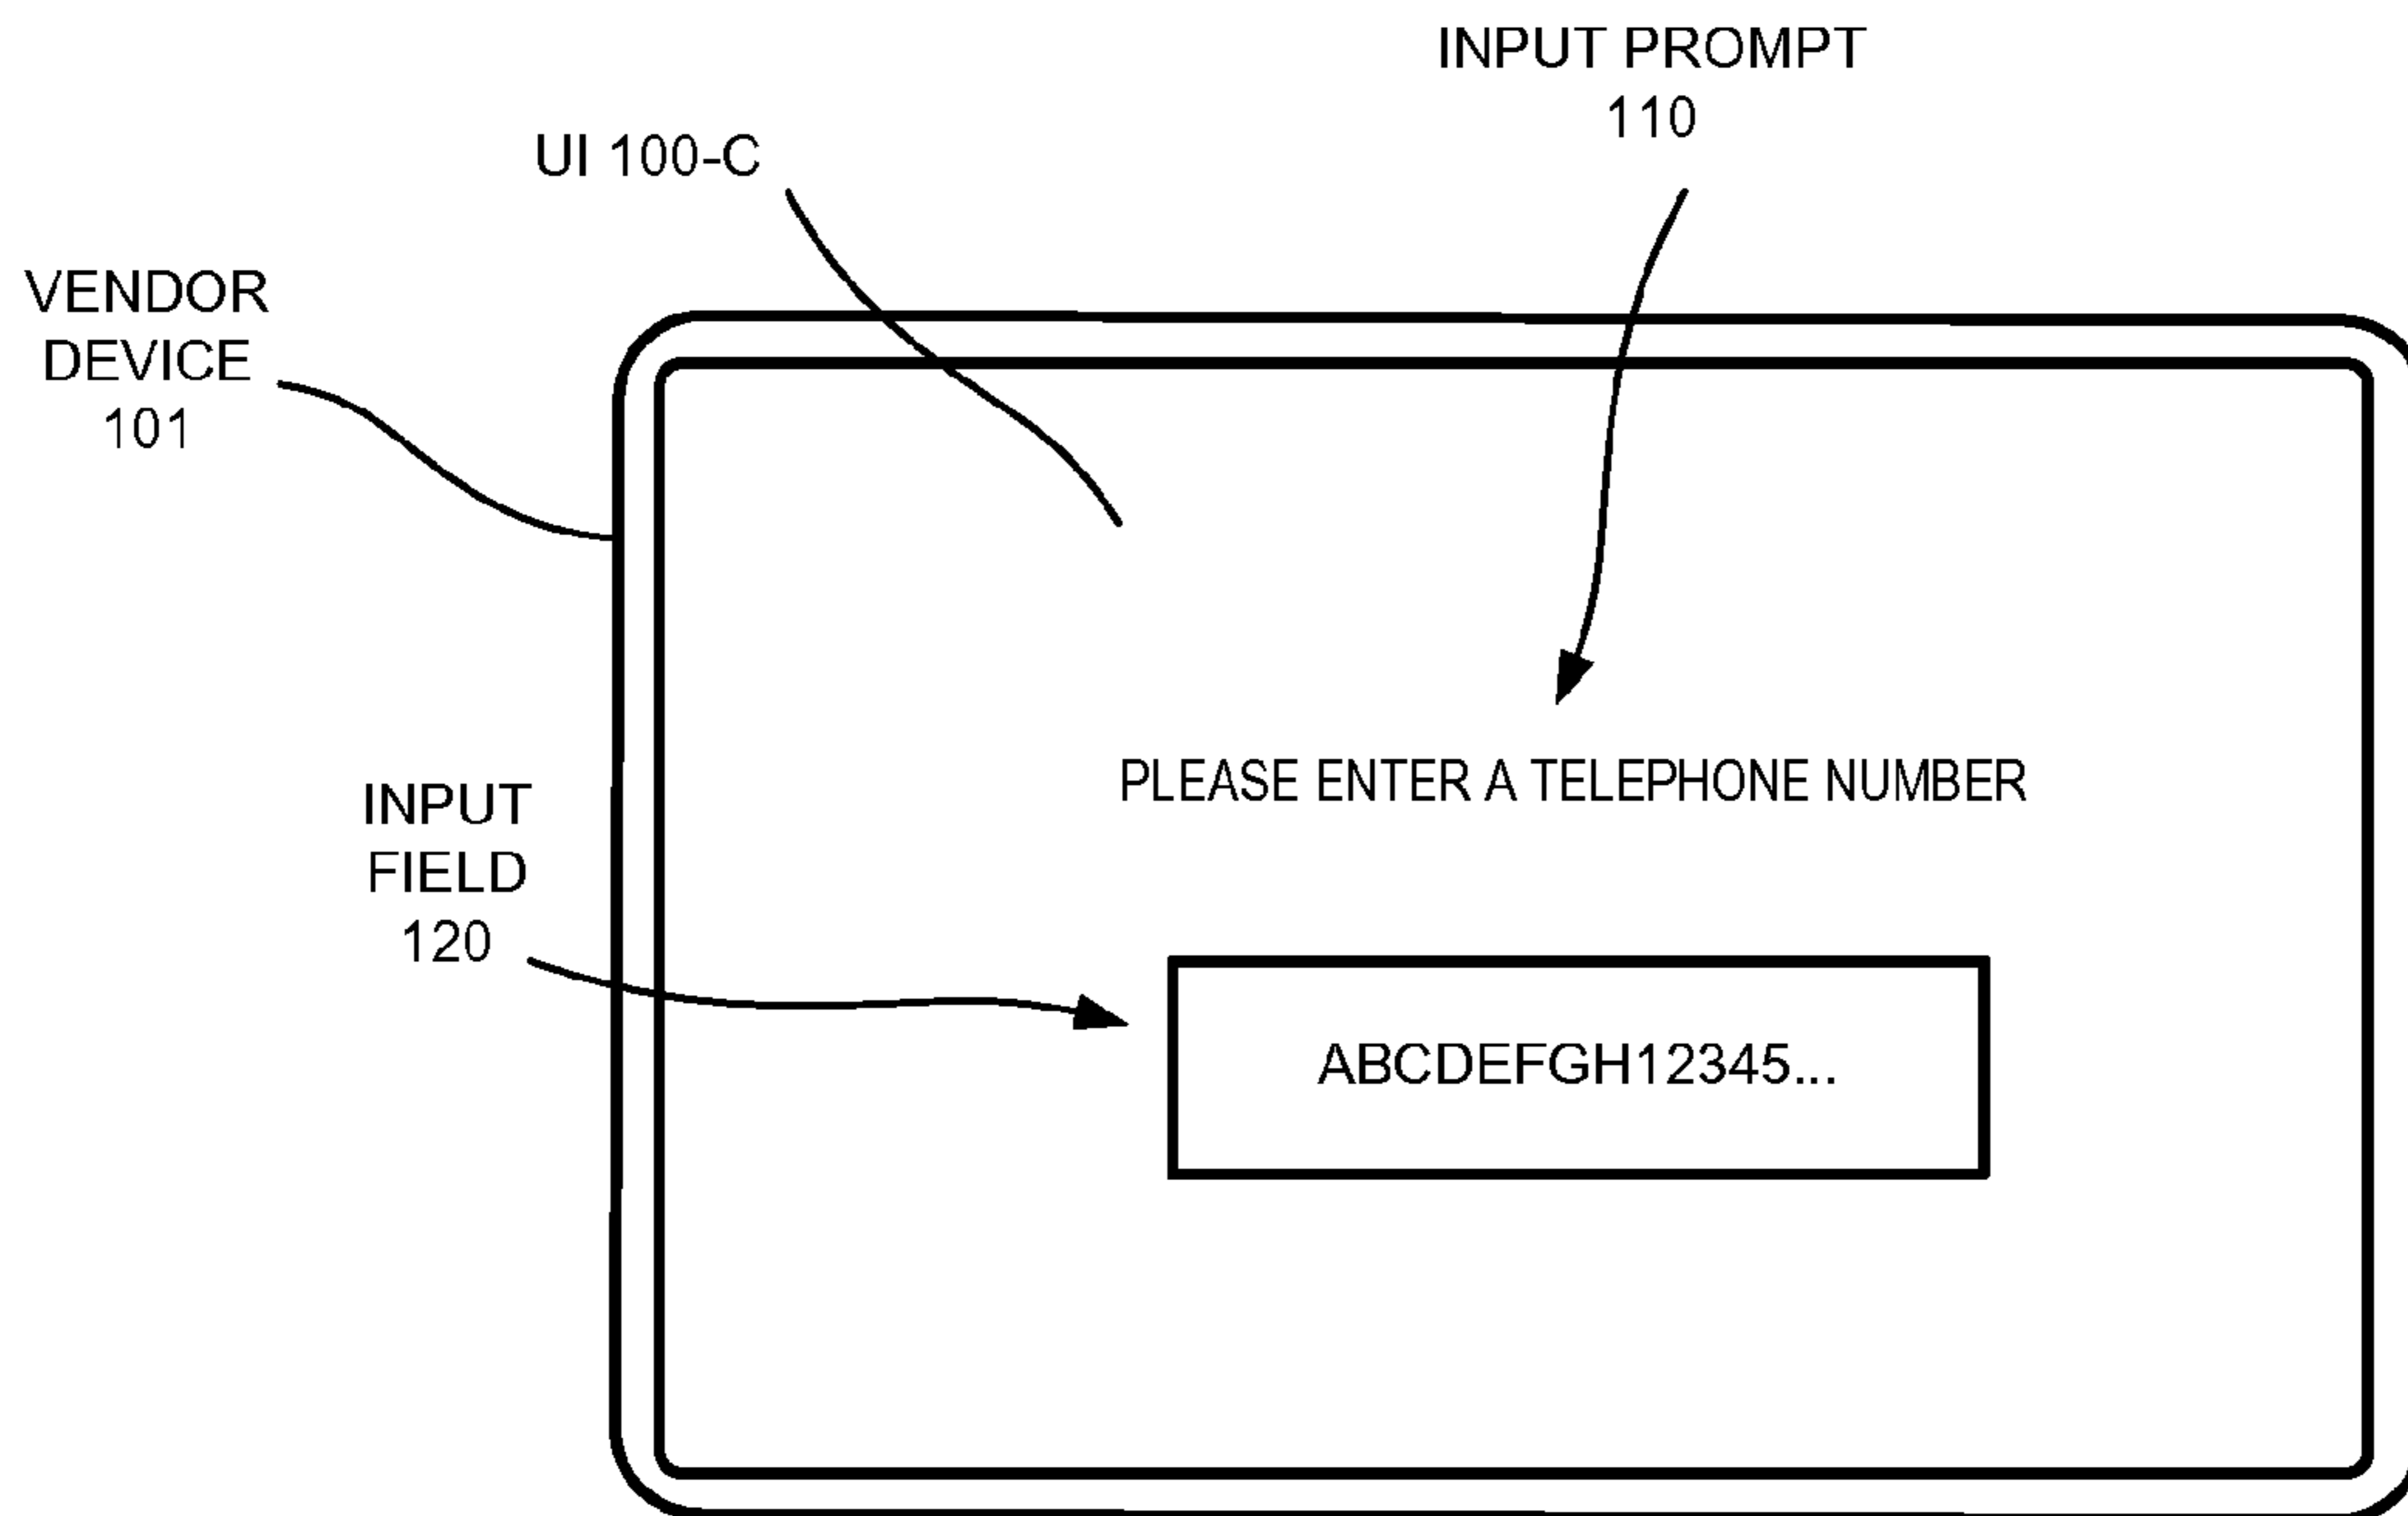 INPUT PROMPT
110
UI 100-C
VENDOR
DEVICE
101
PLEASE ENTER A TELEPHONE NUMBER
INPUT
FIELD
120
ABCDEFGH12345...